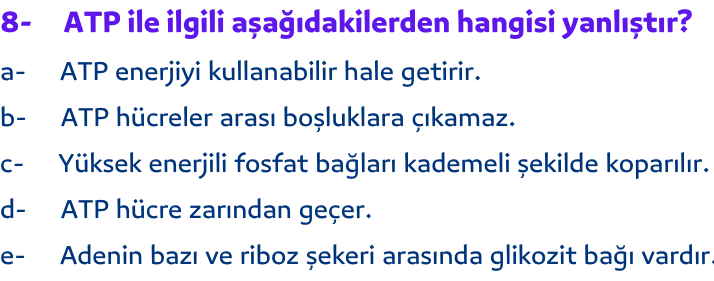 8- ATP ile ilgili aşağıdakilerden hangisi yanlıştır?
a- ATP enerjiyi kullanabilir hale getirir.
b- ATP hücreler arası boşluklara çıkamaz.
c- Yüksek enerjili fosfat bağları kademeli şekilde koparılır.
d- ATP hücre zarından geçer.
e- Adenin bazı ve riboz şekeri arasında glikozit bağı vardır.